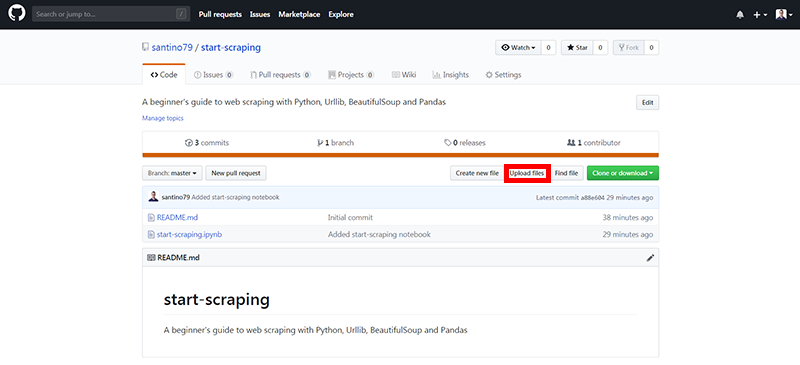 Search or jump to... / Pull requests Issues Marketplace Explore
santino79 / start-scraping Watch 0 Star 0 Fork 0
Code Issues 0 Pull requests 0 Projects 0 Wiki Insights Settings
A beginner's guide to web scraping with Python, Urllib, BeautifulSoup and Pandas Edit
Manage topics
3 commits 1 branch 0 releases 1 contributor
Branch: master New pull request Create new file Upload files Find file Clone or download
santino79 Added start-scraping notebook Latest commit a88e604 29 minutes ago
README.md Initial commit 38 minutes ago
start-scraping.ipynb Added start-scraping notebook 29 minutes ago
README.md
start-scraping
A beginner's guide to web scraping with Python, Urllib, BeautifulSoup and Pandas